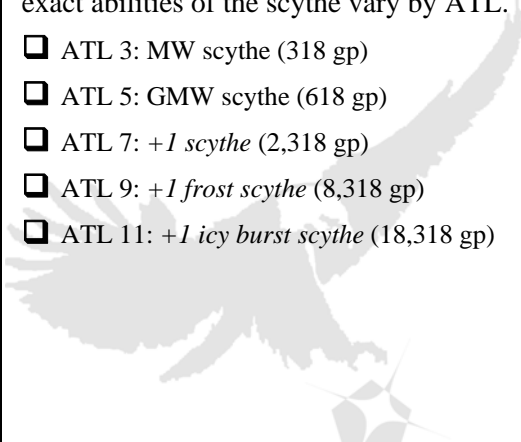 exact abilities of the scythe vary by ATL.
❑ ATL 3: MW scythe (318 gp)
❑ ATL 5: GMW scythe (618 gp)
❑ ATL 7: +1 scythe (2,318 gp)
❑ ATL 9: +1 frost scythe (8,318 gp)
❑ ATL 11: +1 icy burst scythe (18,318 gp)